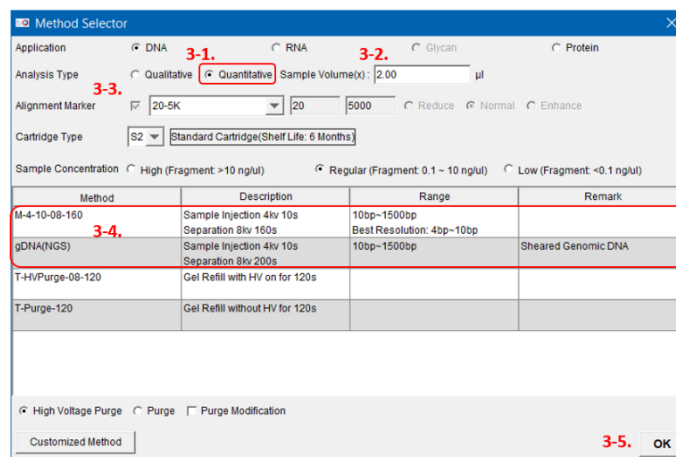 Method Selector
Application DNA RNA Glycan Protein
3-1. 3-2.
Analysis Type Qualitative Quantitative Sample Volume(x) : 2.00 µl
3-3.
Alignment Marker 20-5K 20 5000 Reduce Normal Enhance
Cartridge Type S2 Standard Cartridge(Shelf Life: 6 Months)
Sample Concentration High (Fragment: >10 ng/ul) Regular (Fragment: 0.1 ~ 10 ng/ul) Low (Fragment: <0.1 ng/ul)
Method Description Range Remark
M-4-10-08-160 Sample Injection 4kv 10s 10bp~1500bp
3-4. Separation 8kv 160s Best Resolution: 4bp~10bp
gDNA(NGS) Sample Injection 4kv 10s 10bp~1500bp Sheared Genomic DNA
Separation 8kv 200s
T-HVPurge-08-120 Gel Refill with HV on for 120s
T-Purge-120 Gel Refill without HV for 120s
High Voltage Purge Purge Purge Modification
Customized Method 3-5. OK